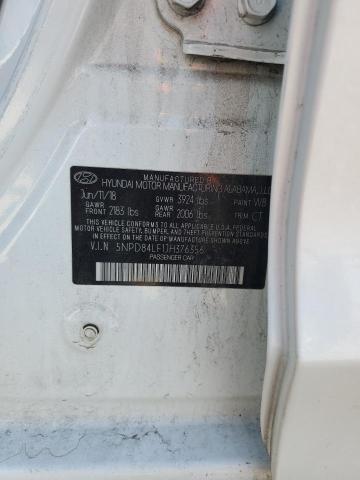 MANUFACTURED BY
HYUNDAI MOTOR MANUFACTURING ALABAMA, LLC
Jun/11/18 GVWR 3924 lbs PAINT WB
GAWR FRONT 2183 lbs GAWR REAR 2006 lbs TRIM CT
THIS VEHICLE CONFORMS TO ALL APPLICABLE U.S. FEDERAL
MOTOR VEHICLE SAFETY, BUMPER, AND THEFT PREVENTION
STANDARDS IN EFFECT ON THE DATE OF MANUFACTURE SHOWN ABOVE.
V.I.N 5NPD84LF1JH376356
PASSENGER CAR